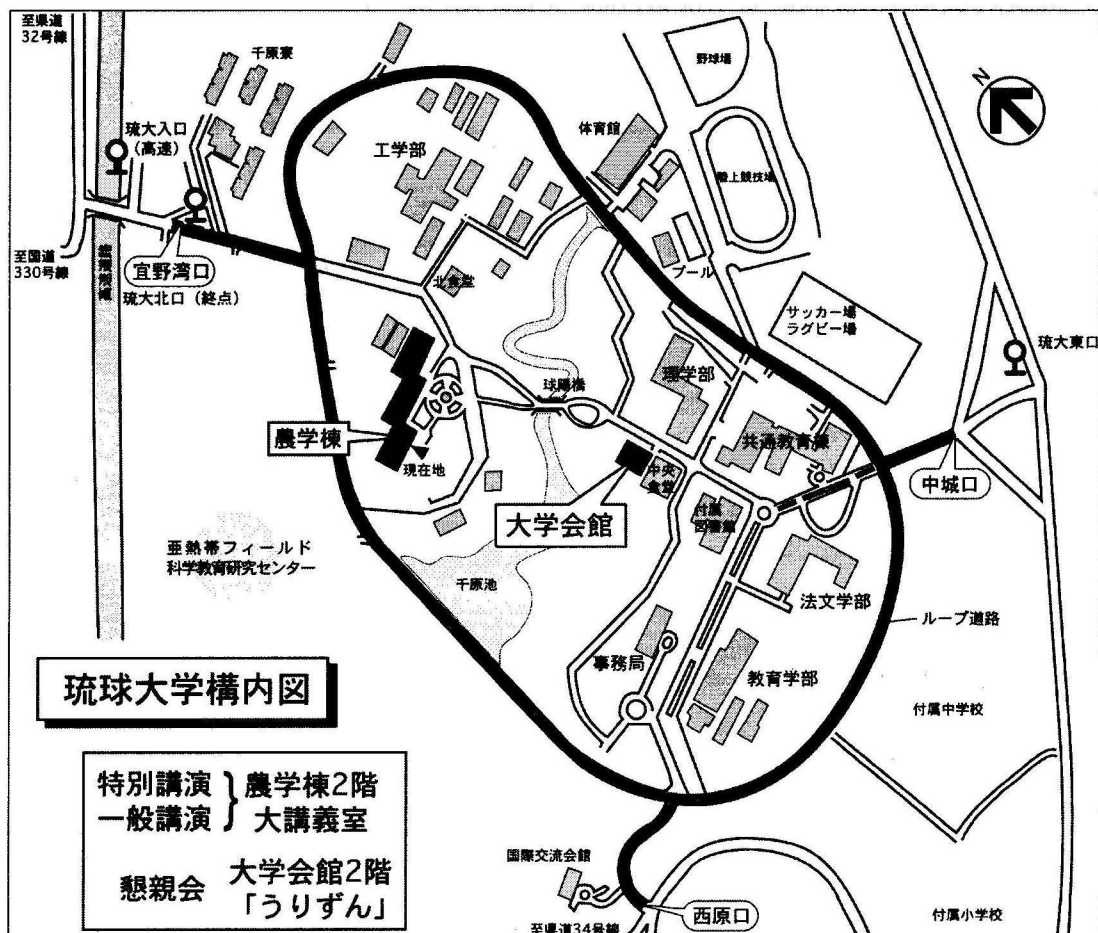 至県道
32号線
千原寮
野球場
N
琉大入口
（高速）
体育館
工学部
陸上競技場
至国道
330号線
宜野湾口
琉大北口（終点）
北食堂
プール
サッカー場
ラグビー場
琉大東口
球陽橋
理学部
農学棟
現在地
共通教育棟
中央
食堂
中城口
大学会館
付属
図書館
亜熱帯フィールド
科学教育研究センター
千原池
法文学部
ループ道路
事務局
教育学部
琉球大学構内図
付属中学校
特別講演
一般講演
農学棟2階
大講義室
懇親会
大学会館2階
「うりずん」
国際交流会館
西原口
至県道34号線
付属小学校